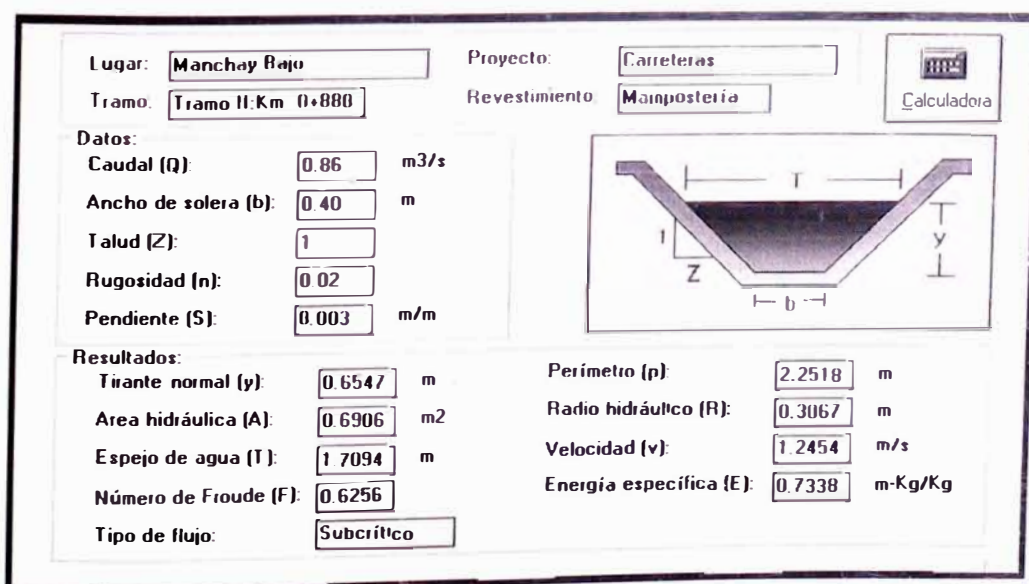 Lugar: Manchay Bajo
Proyecto: Carreteras
Tramo: Tramo II:Km 0+880
Revestimiento: Mampostería
Calculadora
Datos:
Caudal (Q): 0.86 m3/s
Ancho de solera (b): 0.40 m
Talud (Z): 1
Rugosidad (n): 0.02
Pendiente (S): 0.003 m/m
T
1
Z
y
b
Resultados:
Tirante normal (y): 0.6547 m
Perímetro (p): 2.2518 m
Area hidráulica (A): 0.6906 m2
Radio hidráulico (R): 0.3067 m
Espejo de agua (T): 1.7094 m
Velocidad (v): 1.2454 m/s
Número de Froude (F): 0.6256
Energía específica (E): 0.7338 m-Kg/Kg
Tipo de flujo: Subcrítico